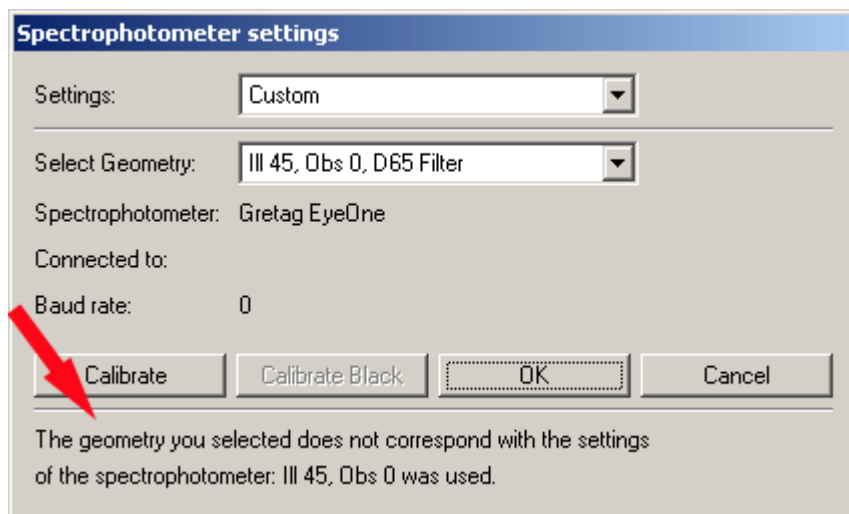 Spectrophotometer settings
Settings: Custom
Select Geometry: Ill 45, Obs 0, D65 Filter
Spectrophotometer: Gretag EyeOne
Connected to:
Baud rate: 0
Calibrate Calibrate Black OK Cancel
The geometry you selected does not correspond with the settings
of the spectrophotometer: Ill 45, Obs 0 was used.